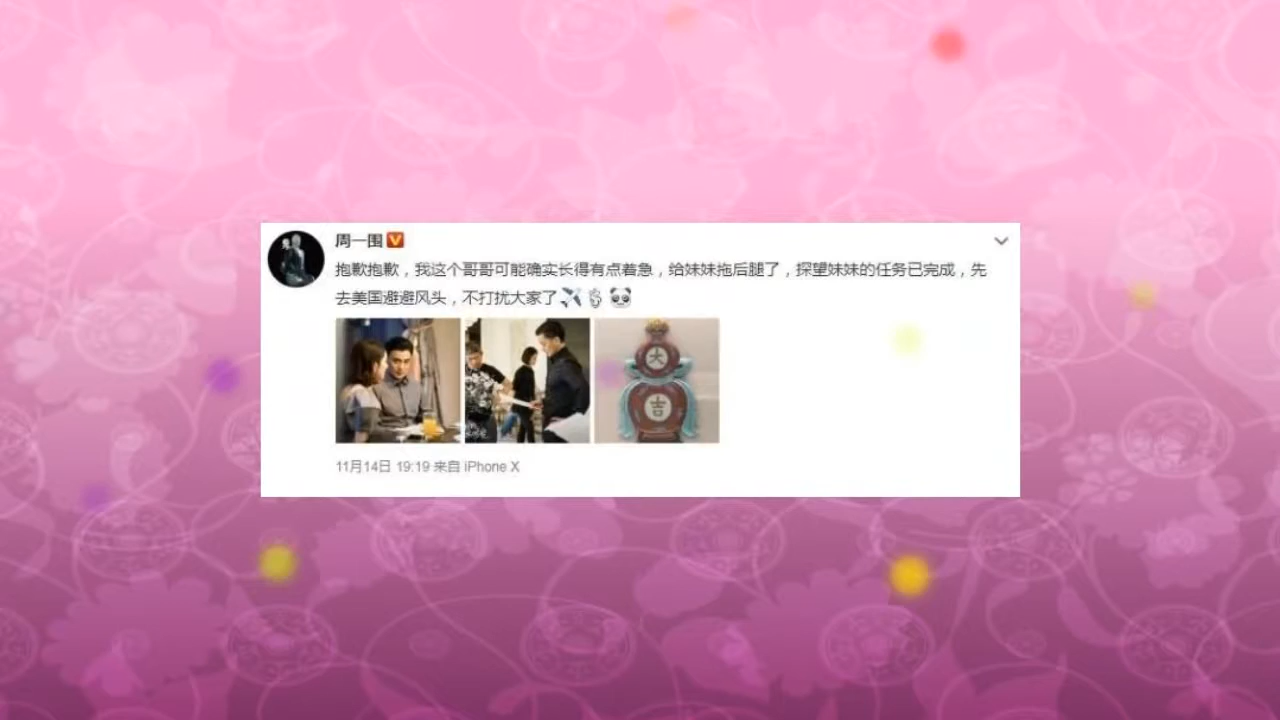 周一围
抱歉抱歉，我这个哥哥可能确实长得有点着急，给妹妹拖后腿了，探望妹妹的任务已完成，先
去美国避避风头，不打扰大家了✈️🐼
大
吉
11月14日 19:19 来自 iPhone X